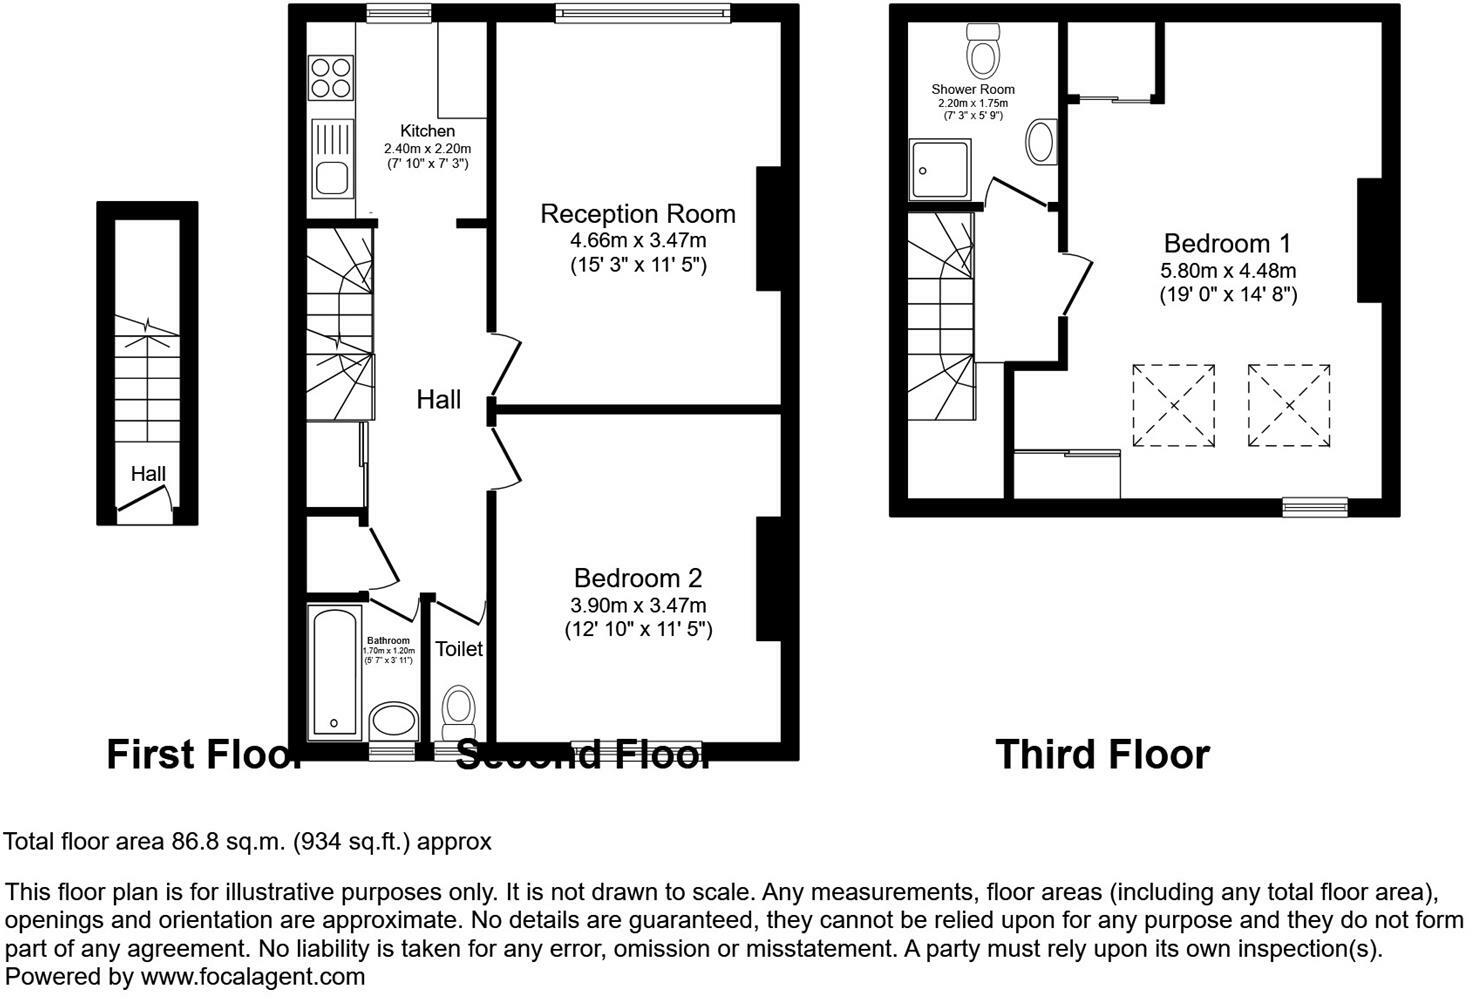 Kitchen
2.40m x 2.20m
(7' 10" x 7' 3")
Reception Room
4.66m x 3.47m
(15' 3" x 11' 5")
Shower Room
2.20m x 1.75m
(7' 3" x 5' 9")
Bedroom 1
5.80m x 4.48m
(19' 0" x 14' 8")
Hall
Hall
Bedroom 2
3.90m x 3.47m
(12' 10" x 11' 5")
Bathroom
1.70m x 1.20m
(5' 7" x 3' 11")
Toilet
First Floor
Second Floor
Third Floor
Total floor area 86.8 sq.m. (934 sq.ft.) approx
This floor plan is for illustrative purposes only. It is not drawn to scale. Any measurements, floor areas (including any total floor area),
openings and orientation are approximate. No details are guaranteed, they cannot be relied upon for any purpose and they do not form
part of any agreement. No liability is taken for any error, omission or misstatement. A party must rely upon its own inspection(s).
Powered by www.focalagent.com